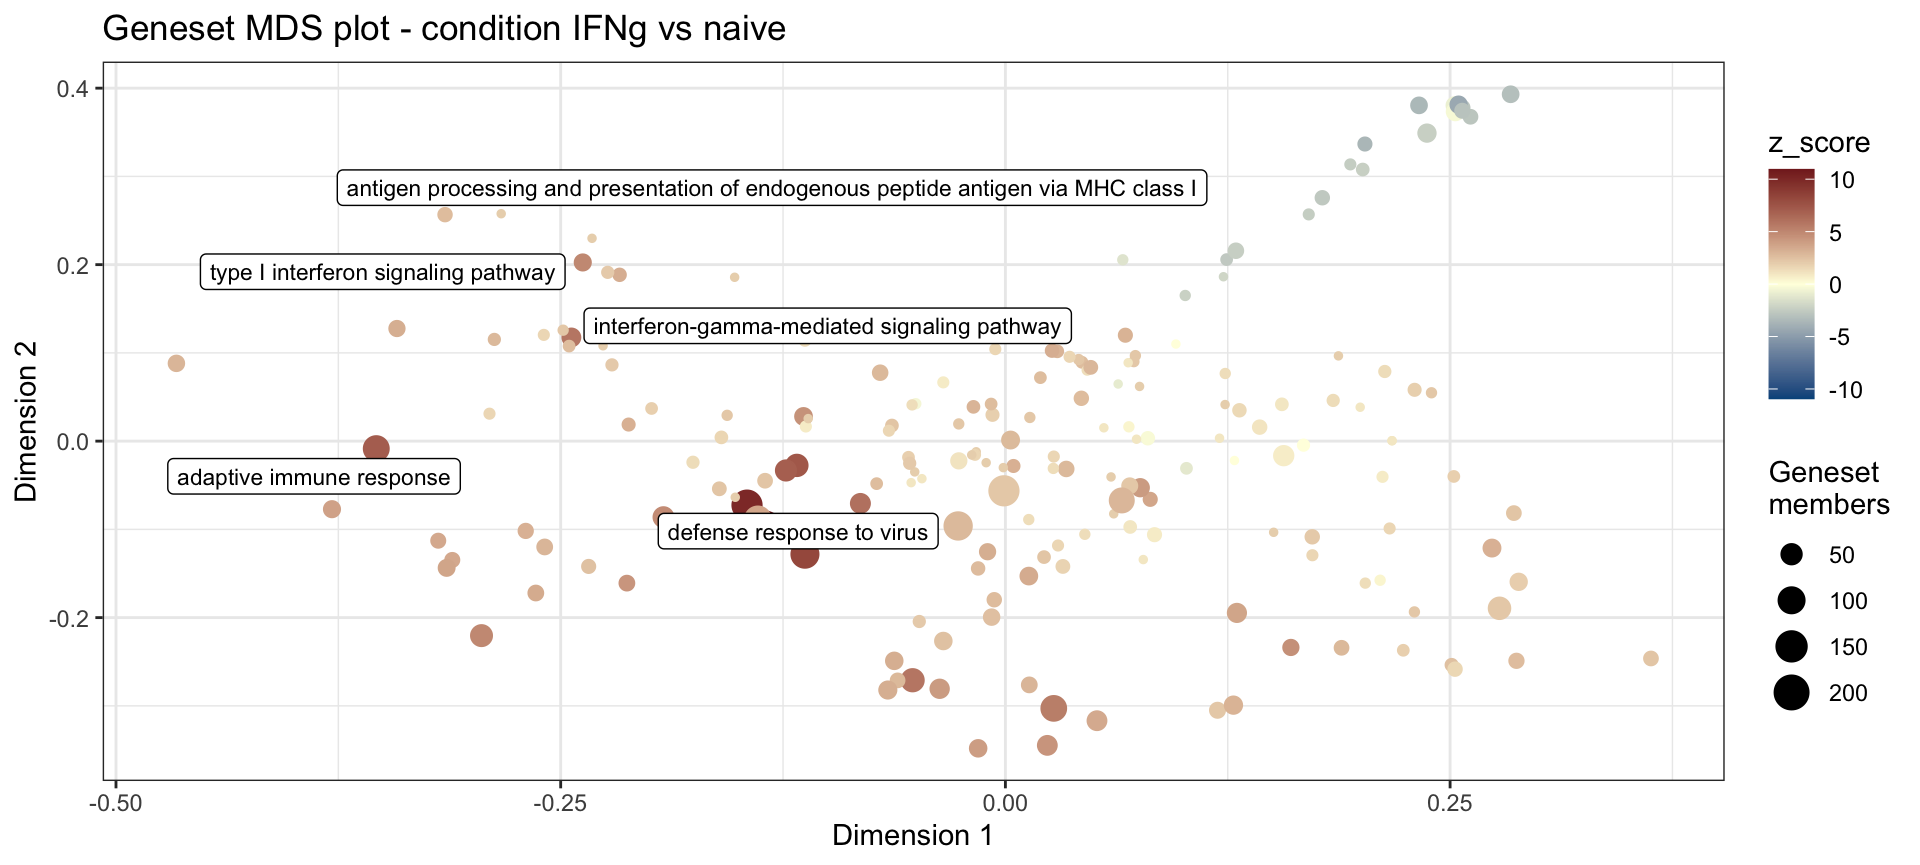 Geneset MDS plot - condition IFNg vs naive
0.4
0.2
0.0
-0.2
Dimension 2
antigen processing and presentation of endogenous peptide antigen via MHC class I
type I interferon signaling pathway
interferon-gamma-mediated signaling pathway
adaptive immune response
defense response to virus
-0.50
-0.25
0.00
0.25
Dimension 1
z_score
10
5
0
-5
-10
Geneset
members
50
100
150
200